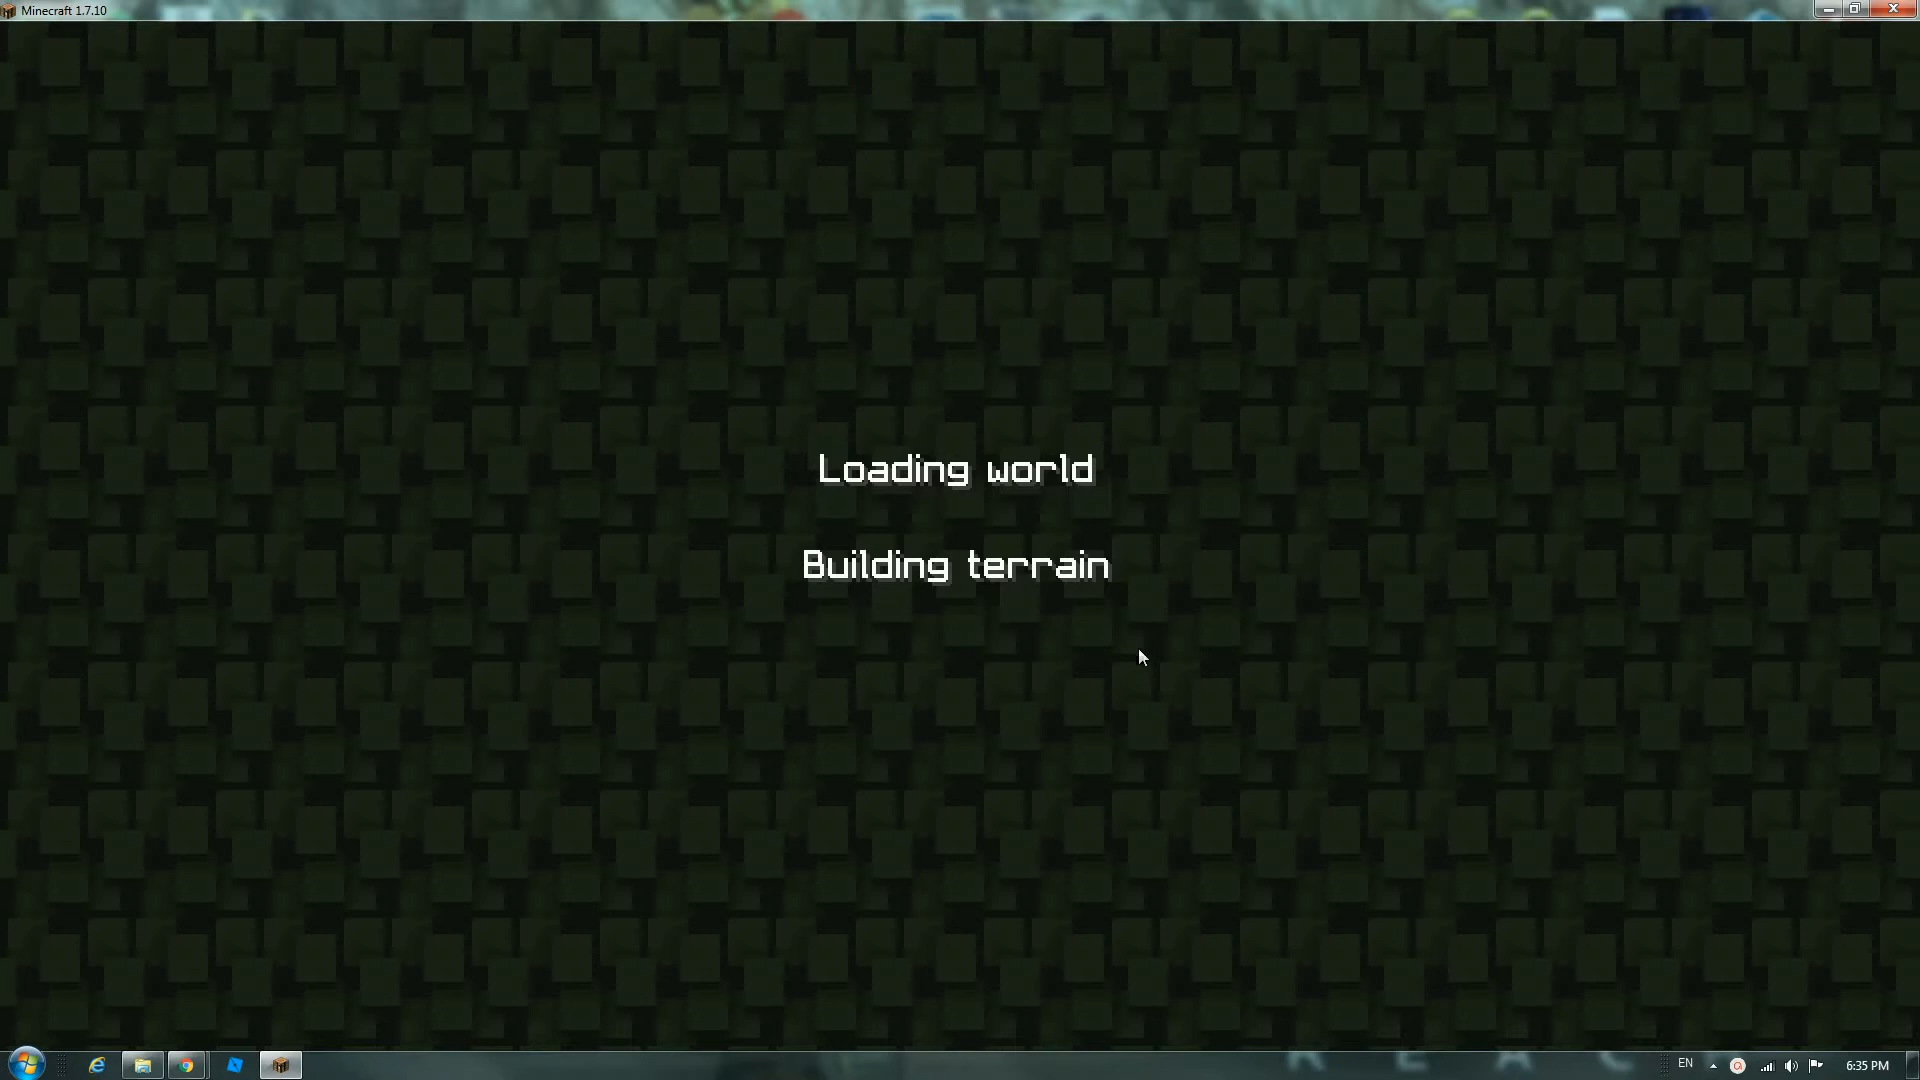 Minecraft 1.7.10
Loading world
Building terrain
R E A C
EN
6:35 PM